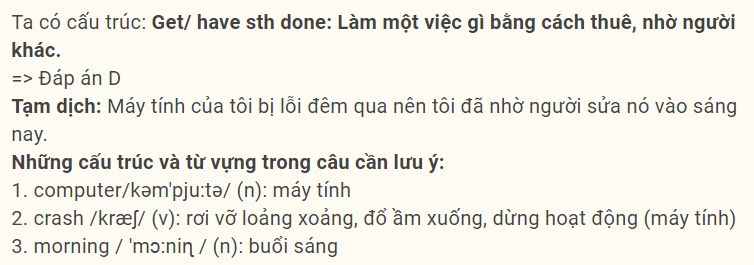 Ta có cấu trúc: Get/ have sth done: Làm một việc gì bằng cách thuê, nhờ người
khác.
=> Đáp án D
Tạm dịch: Máy tính của tôi bị lỗi đêm qua nên tôi đã nhờ người sửa nó vào sáng
nay.
Những cấu trúc và từ vựng trong câu cần lưu ý:
1. computer/kəm'pju:tə/ (n): máy tính
2. crash /kræʃ/ (v): rơi vỡ loảng xoảng, đổ ầm xuống, dừng hoạt động (máy tính)
3. morning / 'mɔ:niɳ / (n): buổi sáng